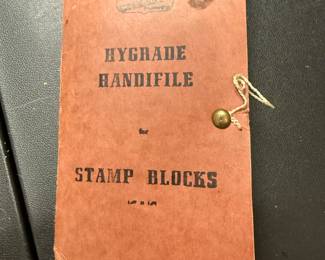 HYGRADE
HANDIFILE
for
STAMP BLOCKS